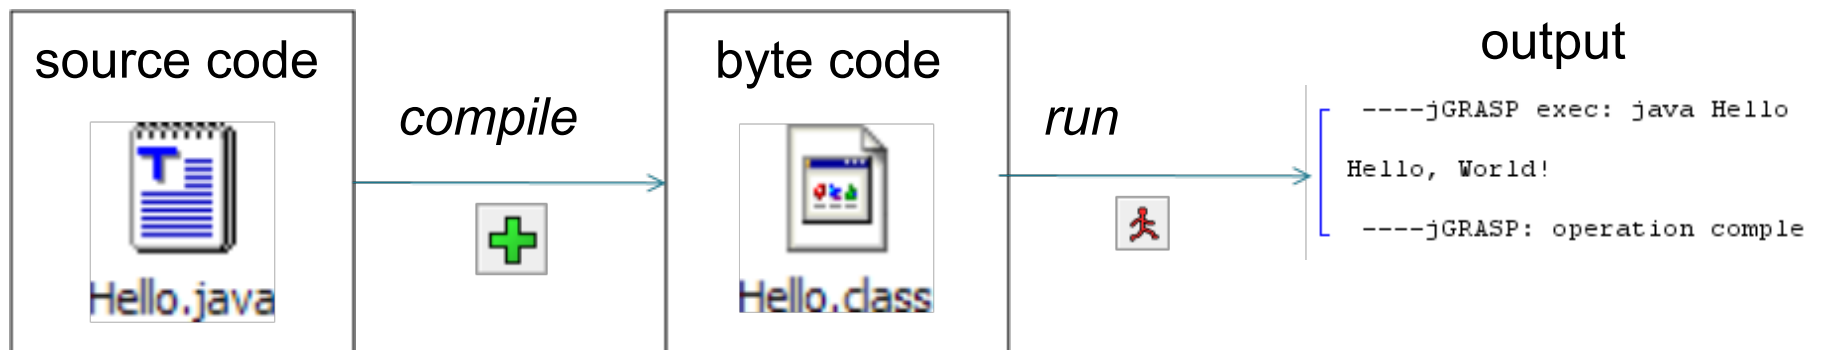 source code
Hello.java
compile
byte code
Hello.class
run
output
----jGRASP exec: java Hello
Hello, World!
----jGRASP: operation comple